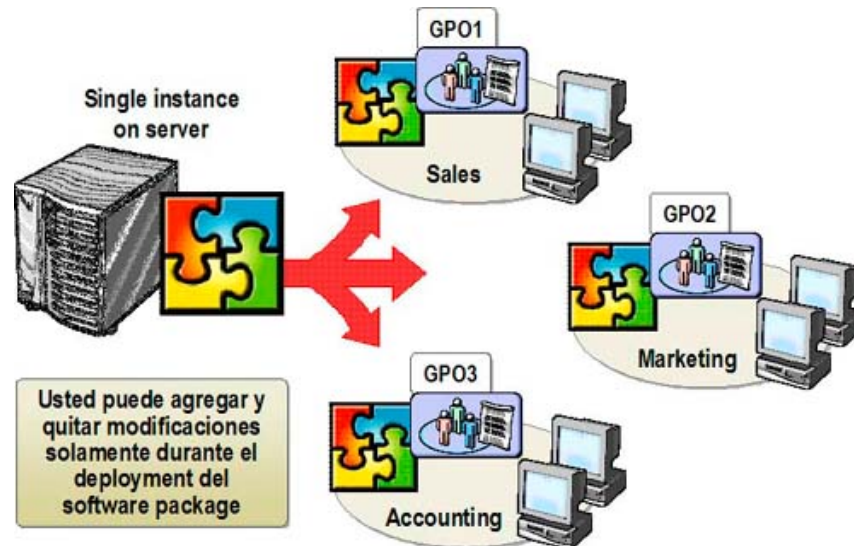 Single instance
on server
GPO1
Sales
GPO2
Marketing
GPO3
Accounting
Usted puede agregar y
quitar modificaciones
solamente durante el
deployment del
software package